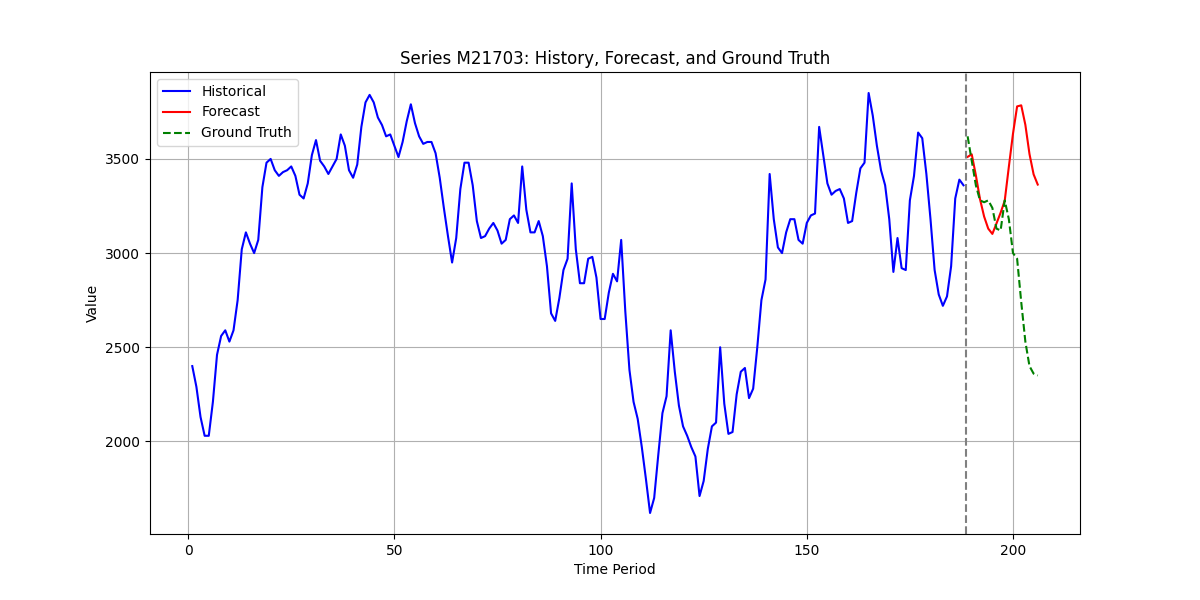 Series M21703: History, Forecast, and Ground Truth
Historical
Forecast
Ground Truth
3500
3000
2500
2000
Value
0 50 100 150 200
Time Period